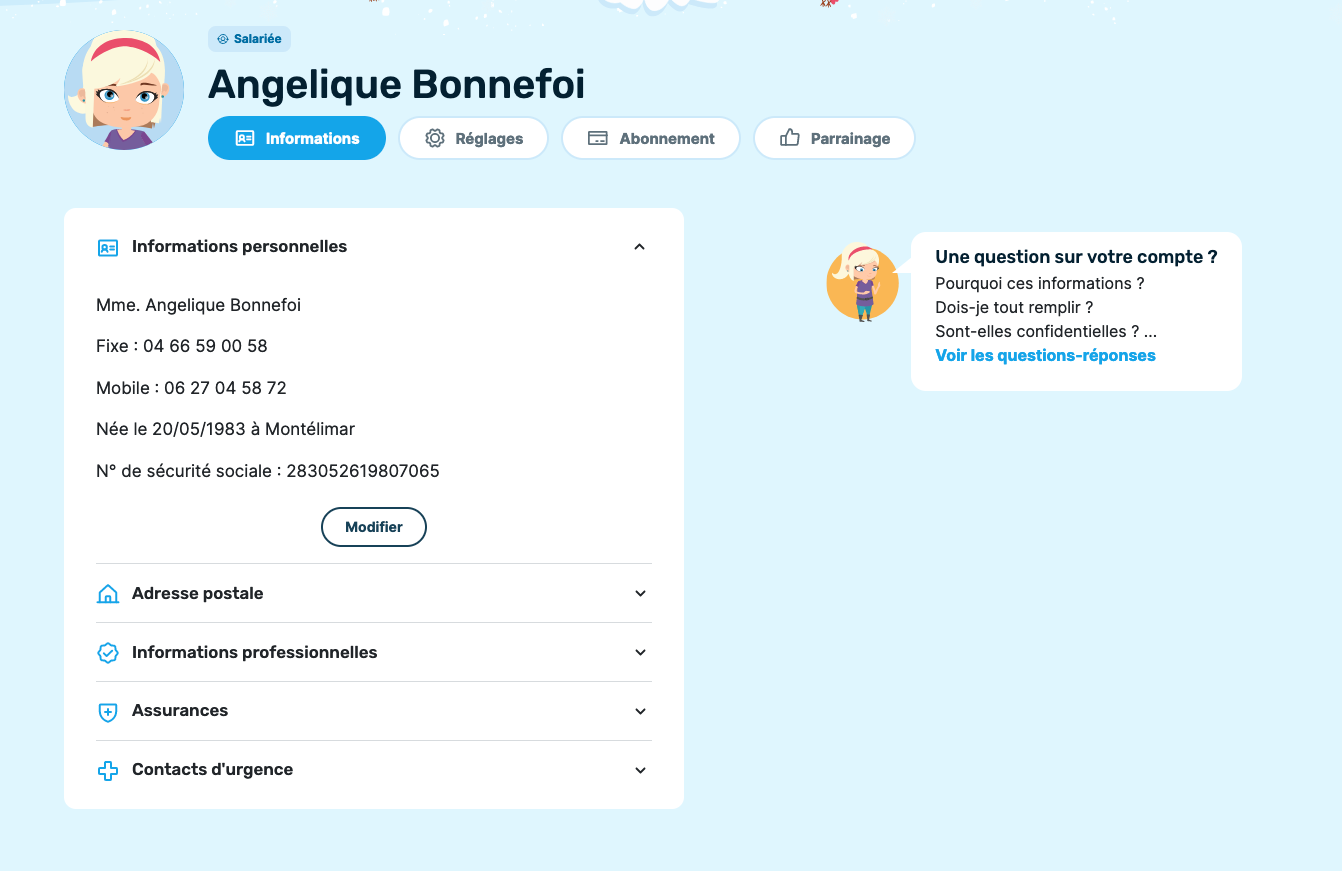 Salariée
Angelique Bonnefoi
Informations
Réglages
Abonnement
Parrainage
Informations personnelles
Mme. Angelique Bonnefoi
Fixe : 04 66 59 00 58
Mobile : 06 27 04 58 72
Née le 20/05/1983 à Montélimar
N° de sécurité sociale : 283052619807065
Modifier
Adresse postale
Informations professionnelles
Assurances
Contacts d'urgence
Une question sur votre compte ?
Pourquoi ces informations ?
Dois-je tout remplir ?
Sont-elles confidentielles ? ...
Voir les questions-réponses